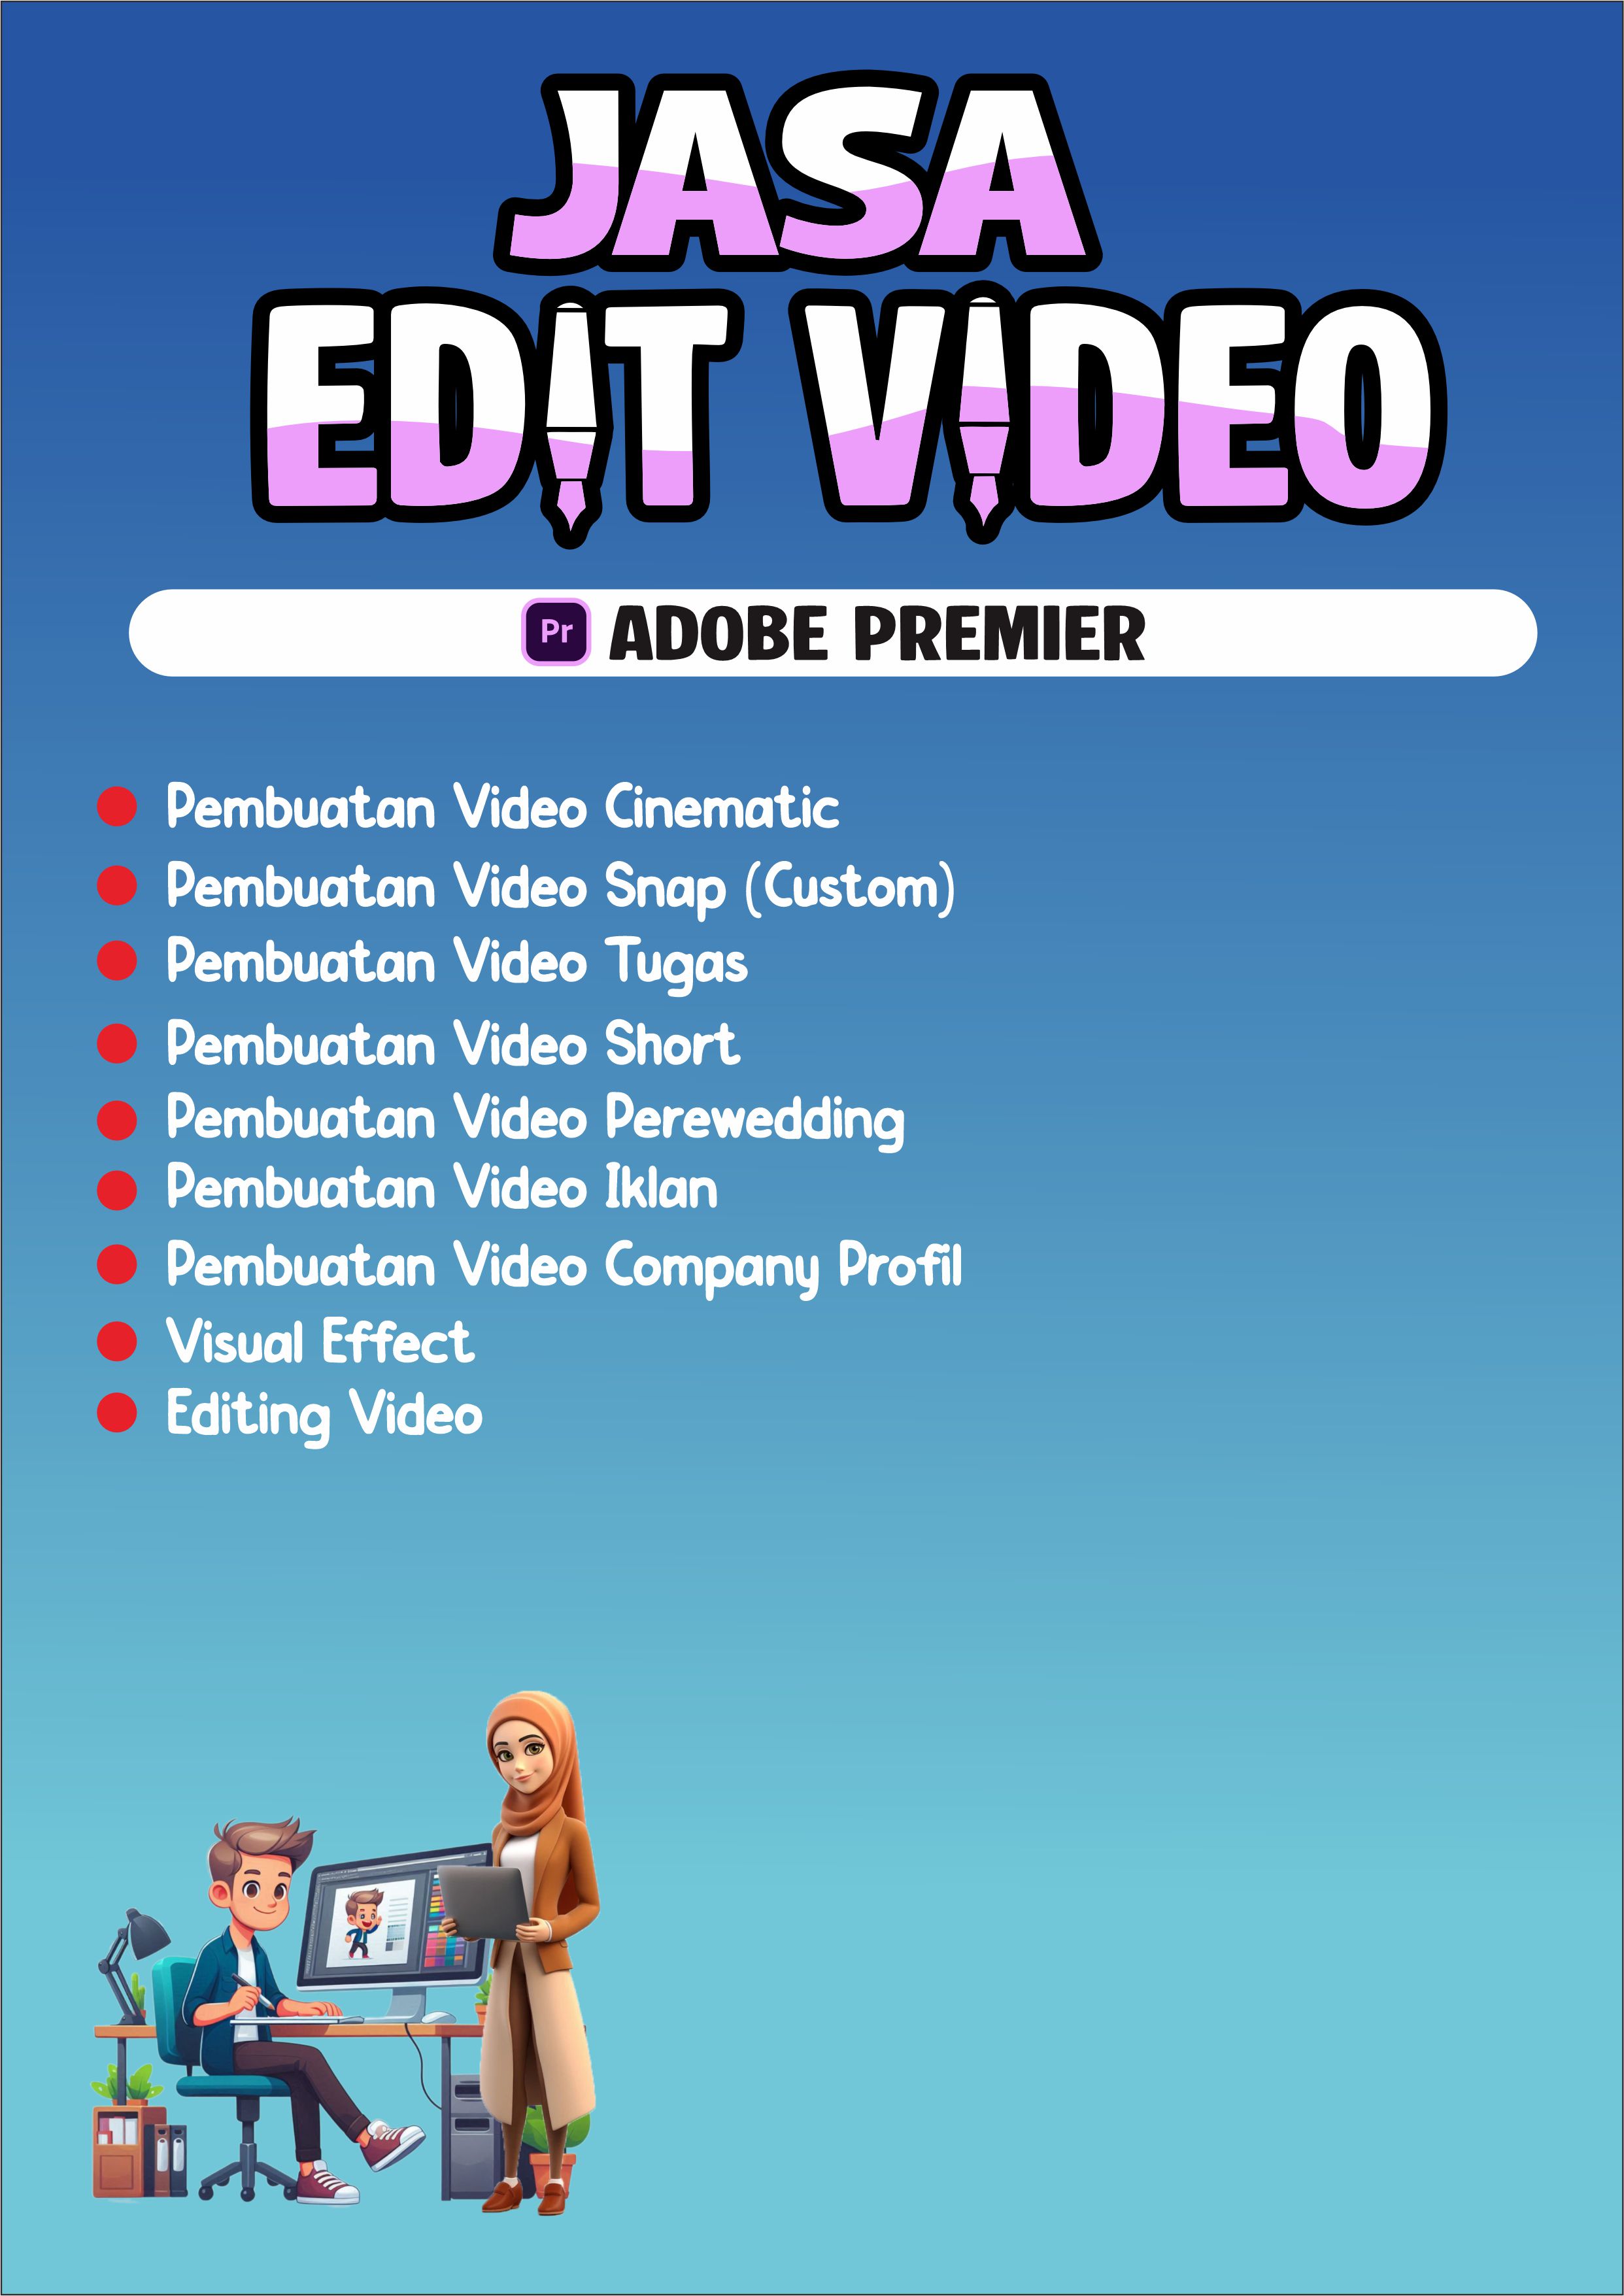 JASA
EDIT VIDEO
Pr ADOBE PREMIER
Pembuatan Video Cinematic
Pembuatan Video Snap (Custom)
Pembuatan Video Tugas
Pembuatan Video Short
Pembuatan Video Perewedding
Pembuatan Video Iklan
Pembuatan Video Company Profil
Visual Effect
Editing Video